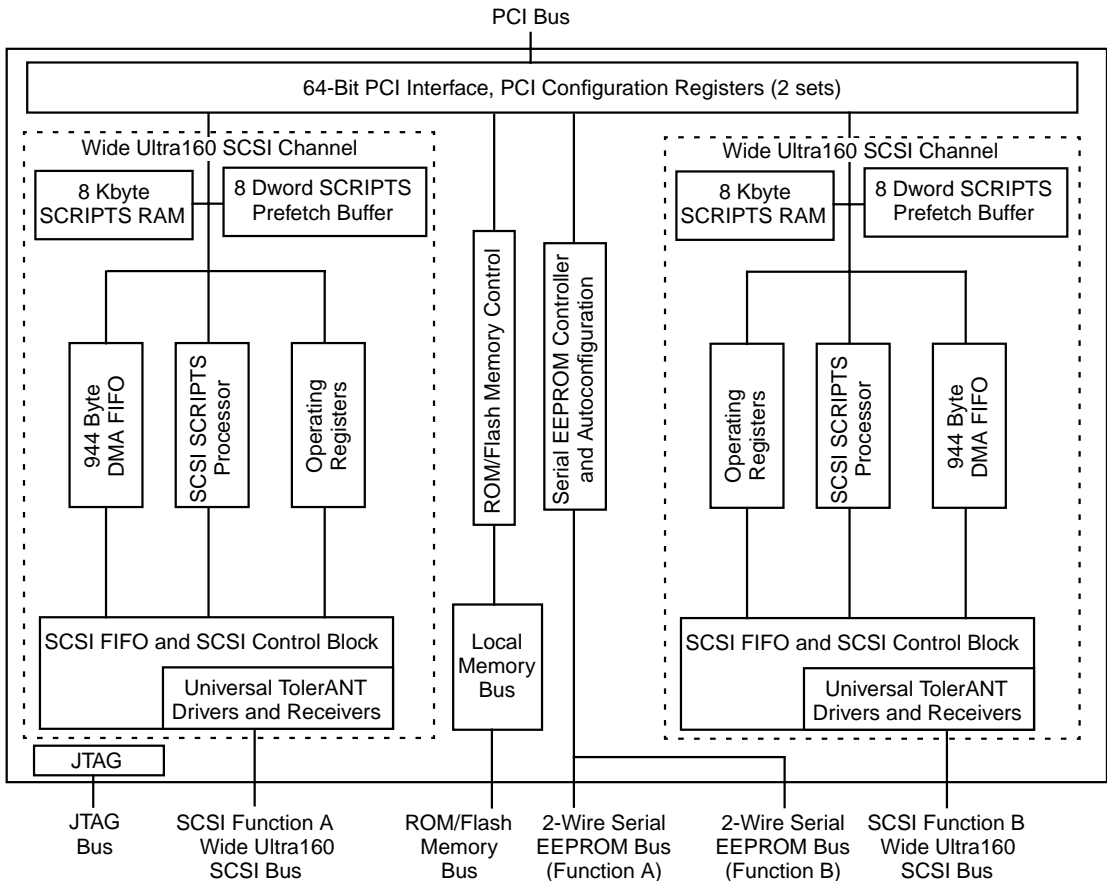 PCI Bus
64-Bit PCI Interface, PCI Configuration Registers (2 sets)
Wide Ultra160 SCSI Channel
8 Kbyte
SCRIPTS RAM
8 Dword SCRIPTS
Prefetch Buffer
944 Byte
DMA FIFO
SCSI SCRIPTS
Processor
Operating
Registers
SCSI FIFO and SCSI Control Block
Universal TolerANT
Drivers and Receivers
ROM/Flash Memory Control
Local
Memory
Bus
Serial EEPROM Controller
and Autoconfiguration
Wide Ultra160 SCSI Channel
8 Kbyte
SCRIPTS RAM
8 Dword SCRIPTS
Prefetch Buffer
Operating
Registers
SCSI SCRIPTS
Processor
944 Byte
DMA FIFO
SCSI FIFO and SCSI Control Block
Universal TolerANT
Drivers and Receivers
JTAG
JTAG
Bus
SCSI Function A
Wide Ultra160
SCSI Bus
ROM/Flash
Memory
Bus
2-Wire Serial
EEPROM Bus
(Function A)
2-Wire Serial
EEPROM Bus
(Function B)
SCSI Function B
Wide Ultra160
SCSI Bus